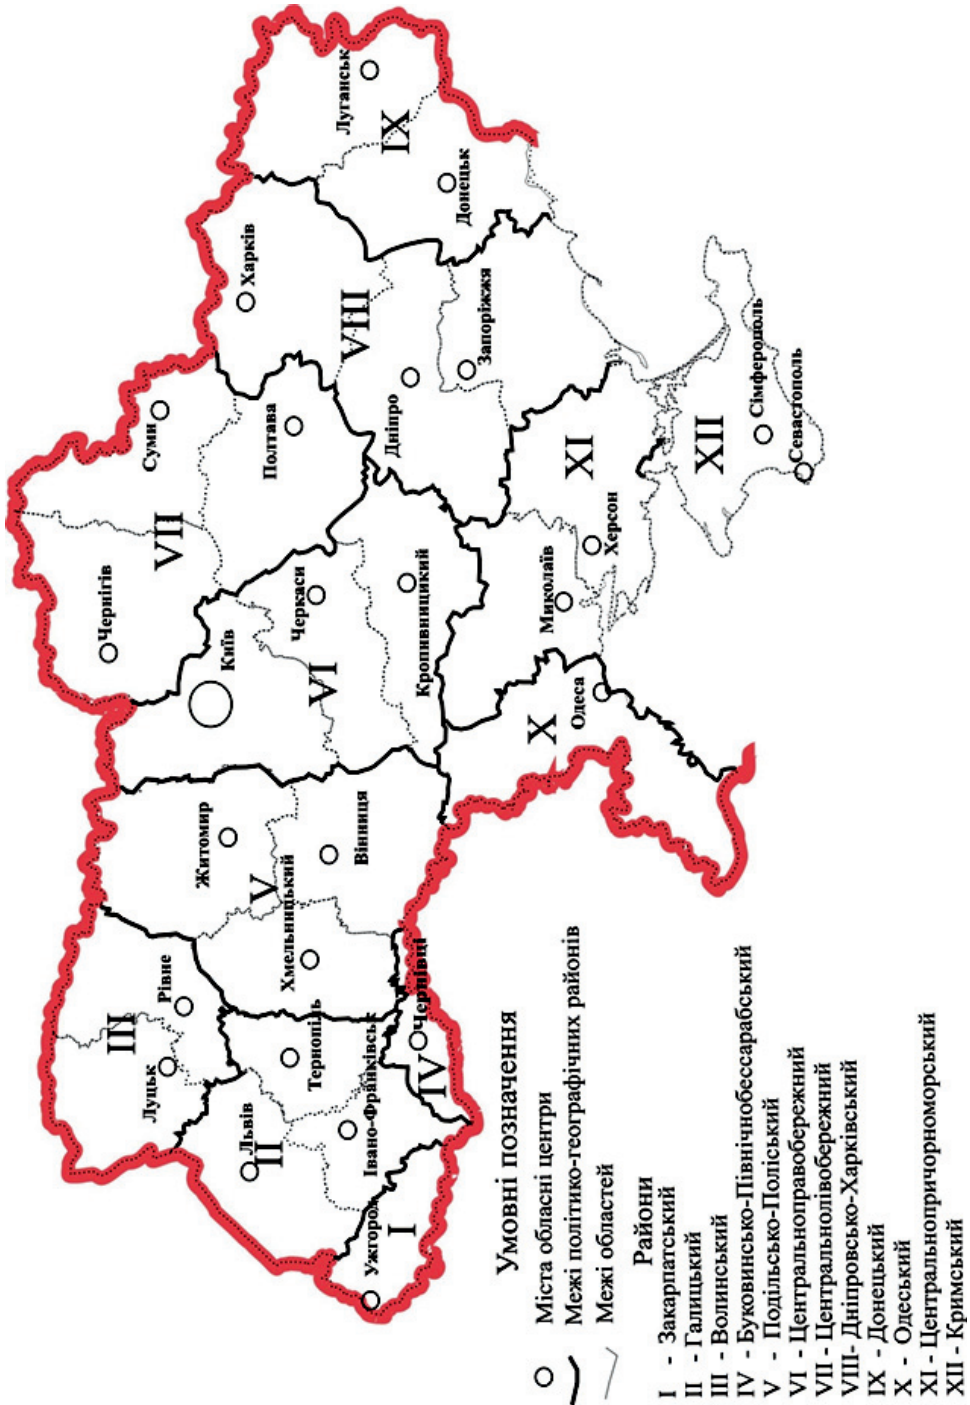 Чернігів
Суми
Луцьк
Рівне
III
VII
Житомир
Київ
Харків
Львів
II
V
Хмельницький
Полтава
Тернопіль
Черкаси
VI
Вінниця
VIII
Луганськ
IX
Ужгород
I
Івано-Франківськ
Дніпро
IV
Чернівці
Кропивницикий
Донецьк
Запоріжжя
X
Одеса
Миколаїв
XI
Херсон
XII
Сімферополь
Севастополь
Умовні позначення
Міста обласні центри
Межі політико-географічних районів
Межі областей
Райони
I - Закарпатський
II - Галицький
III - Волинський
IV - Буковинсько-Північнобессарабський
V - Подільсько-Поліський
VI - Центральноправобережний
VII - Центральнолівобережний
VIII- Дніпровсько-Харківський
IX - Донецький
X - Одеський
XI - Центральнопричорноморський
XII - Кримський